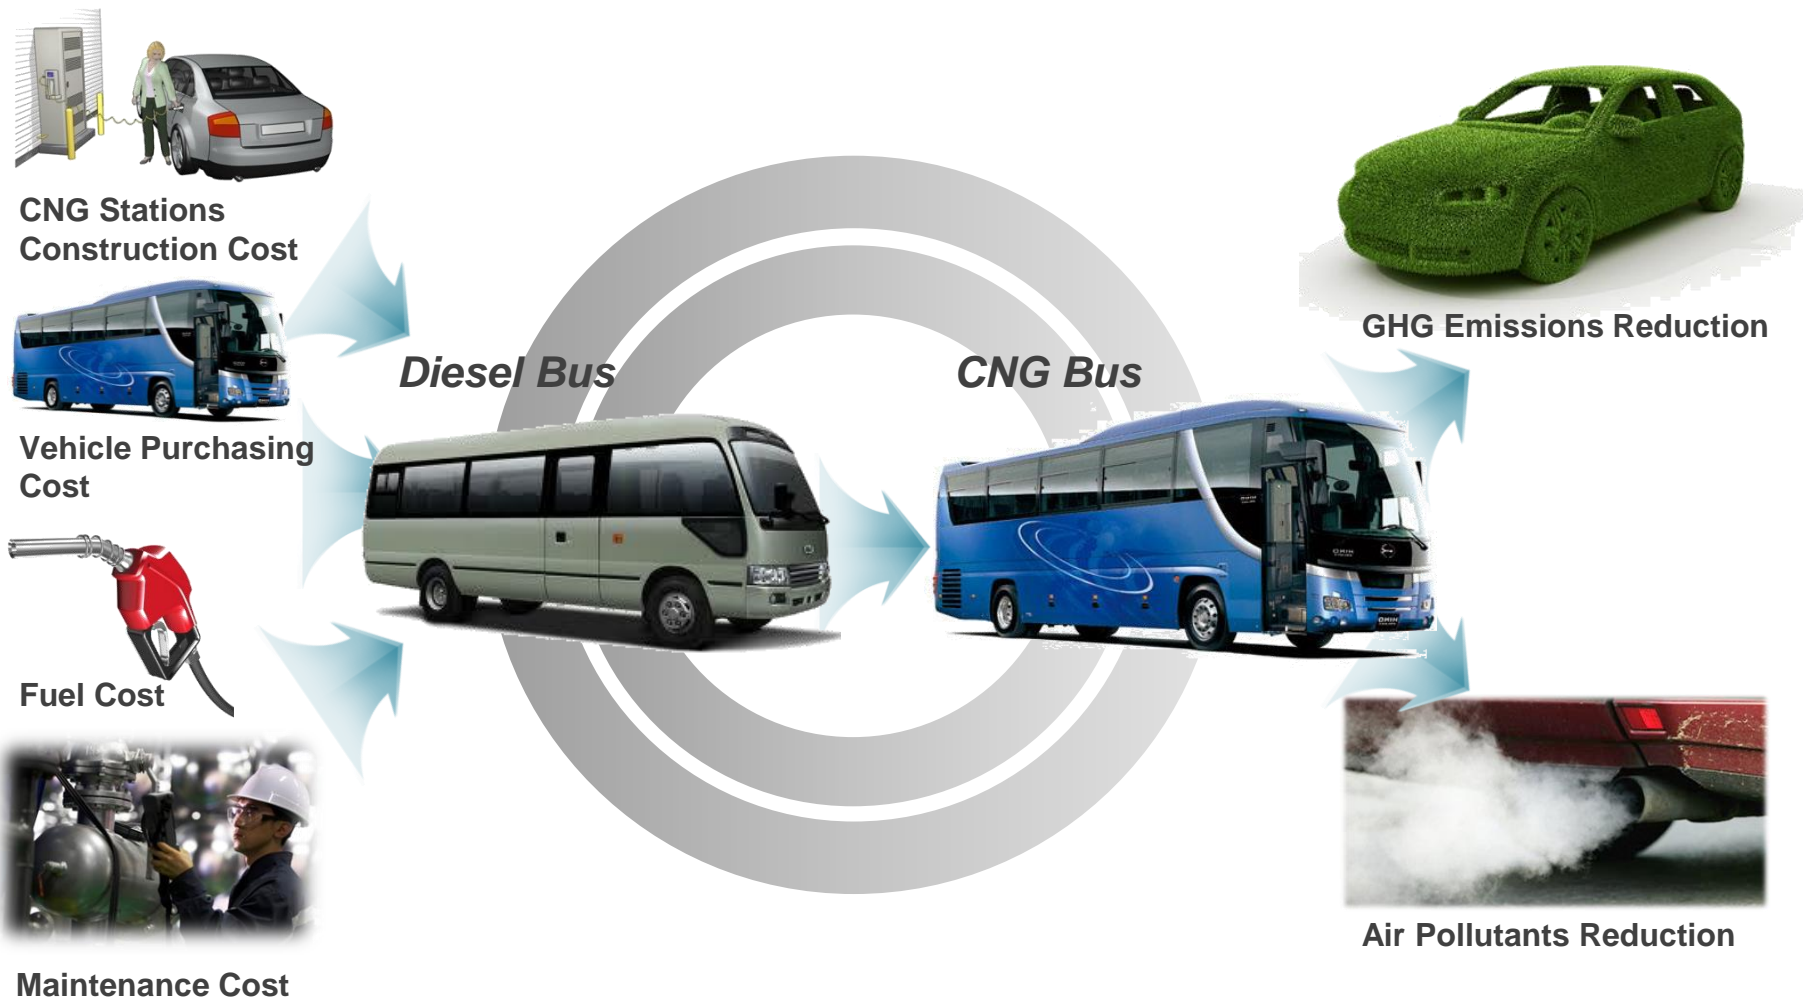 CNG Stations
Construction Cost
Vehicle Purchasing
Cost
Fuel Cost
Maintenance Cost
Diesel Bus
CNG Bus
GHG Emissions Reduction
Air Pollutants Reduction